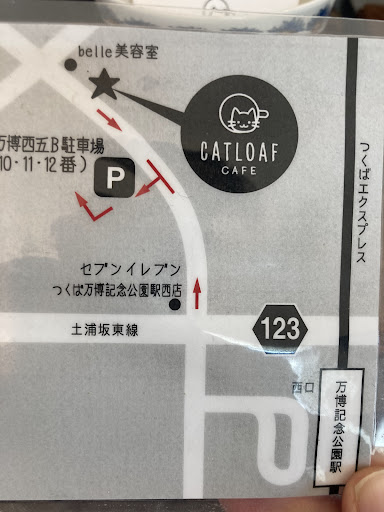 belle美容室
CATLOAF
CAFE
万博西五B駐車場
10・11・12番）
P
つくばエクスプレス
セブンイレブン
つくば万博記念公園駅西店
土浦坂東線
123
西口
万博記念公園駅